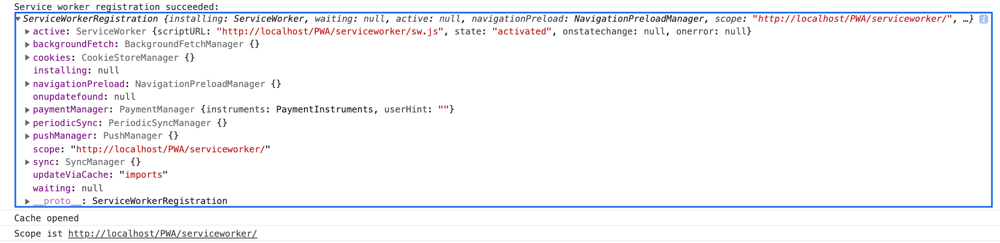 Service worker registration succeeded:
▼ServiceWorkerRegistration {installing: ServiceWorker, waiting: null, active: null, navigationPreload: NavigationPreloadManager, scope: "http://localhost/PWA/serviceworker/", …} i
▶active: ServiceWorker {scriptURL: "http://localhost/PWA/serviceworker/sw.js", state: "activated", onstatechange: null, onerror: null}
▶backgroundFetch: BackgroundFetchManager {}
▶cookies: CookieStoreManager {}
installing: null
▶navigationPreload: NavigationPreloadManager {}
onupdatefound: null
▶paymentManager: PaymentManager {instruments: PaymentInstruments, userHint: ""}
▶periodicSync: PeriodicSyncManager {}
▶pushManager: PushManager {}
scope: "http://localhost/PWA/serviceworker/"
▶sync: SyncManager {}
updateViaCache: "imports"
waiting: null
▶__proto__: ServiceWorkerRegistration
Cache opened
Scope ist http://localhost/PWA/serviceworker/